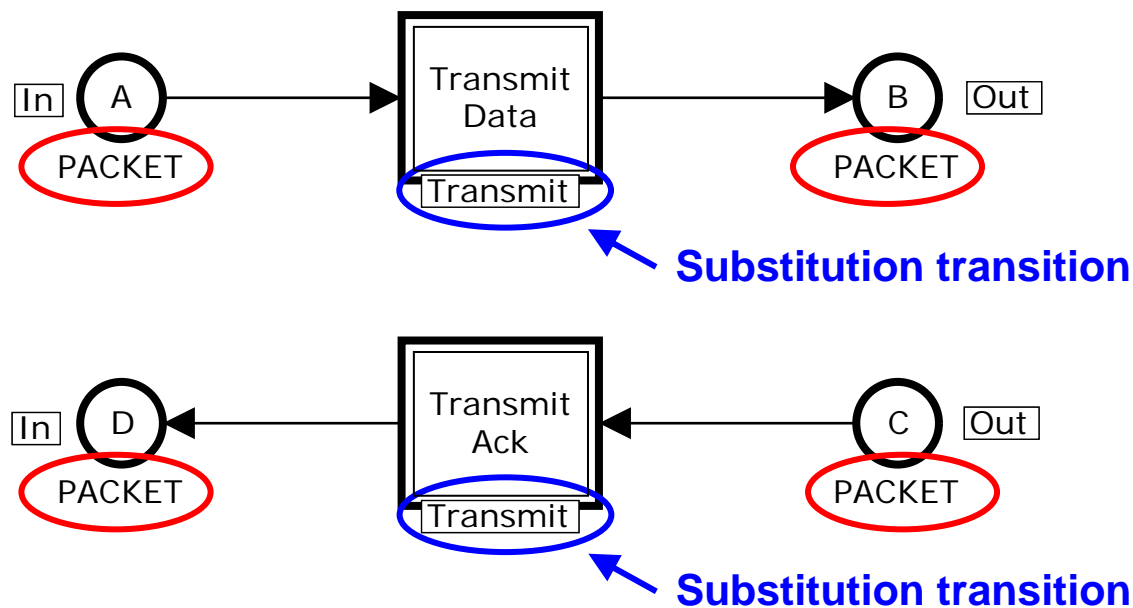 In
A
Transmit
Data
B
Out
PACKET
Transmit
PACKET
Substitution transition
In
D
Transmit
Ack
C
Out
PACKET
Transmit
PACKET
Substitution transition